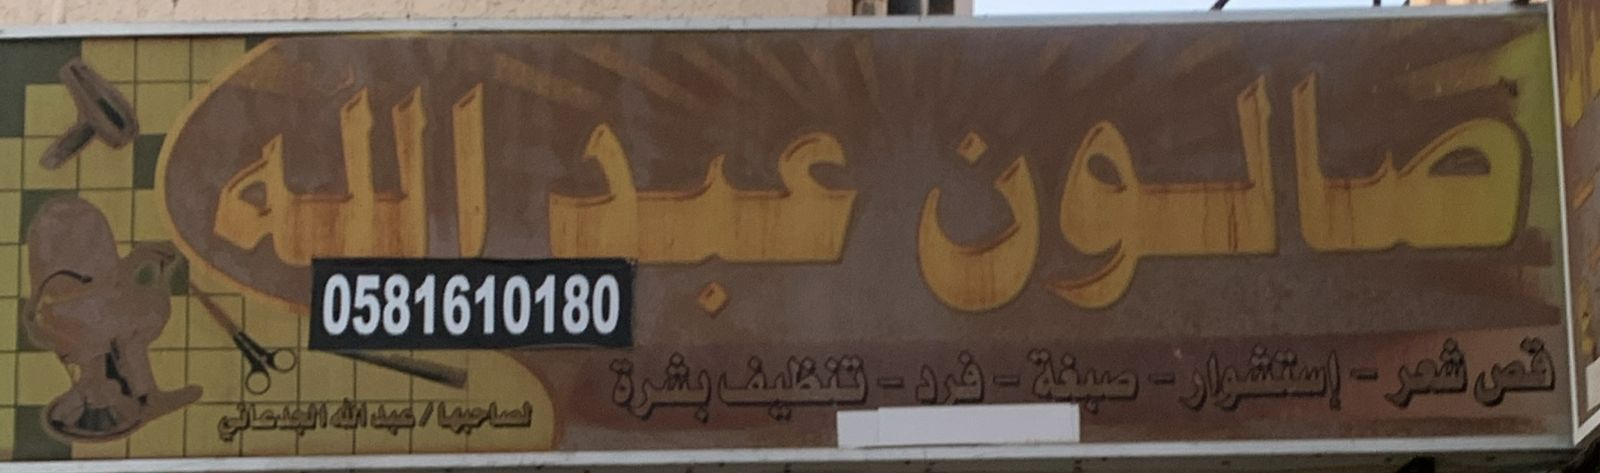 صالون عبد الله
0581610180
قص شعر - إستشوار - صبغة - فرد - تنظيف بشرة
لصاحبها / عبد الله الجدعاني